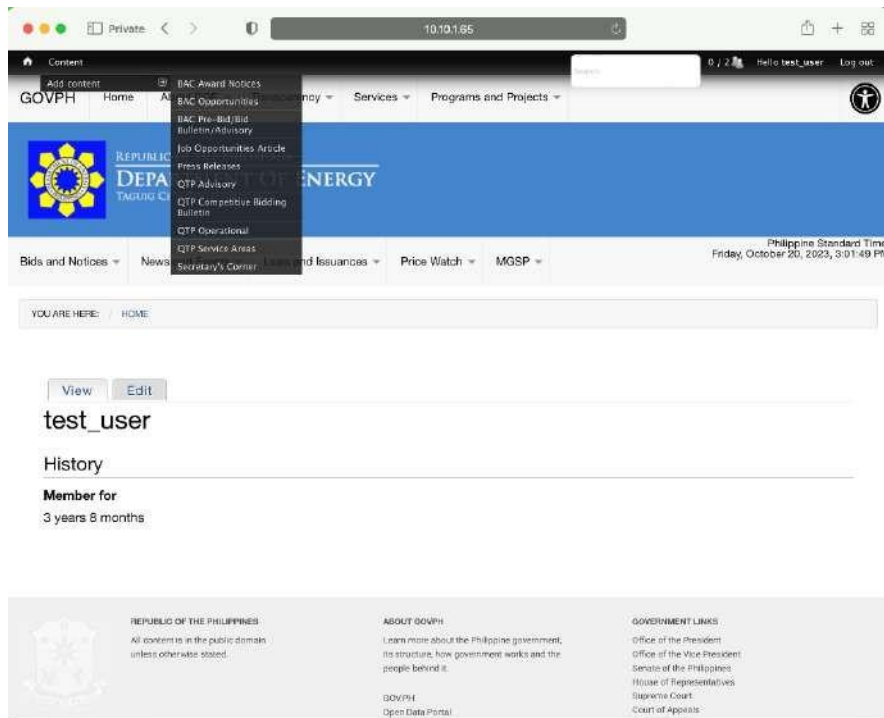 Private
10.10.1.65
Content
0 / 2
Hello test_user
Log out
Add content
GOVPH
Home
Services
Programs and Projects
BAC Award Notices
BAC Opportunities
BAC Pre-Bid/Bid
Bulletin/Advisory
Job Opportunities Article
Press Releases
QTP Advisory
QTP Competitive Bidding
Bulletin
QTP Operational
QTP Service Areas
Secretary's Corner
Bids and Notices
Price Watch
MGSP
Philippine Standard Time
Friday, October 20, 2023, 3:01:49 PM
YOU ARE HERE: / HOME
View
Edit
test_user
History
Member for
3 years 8 months
REPUBLIC OF THE PHILIPPINES
All content is in the public domain
unless otherwise stated.
ABOUT GOVPH
Learn more about the Philippine government,
its structure, how government works and the
people behind it.
GOV.PH
Open Data Portal
GOVERNMENT LINKS
Office of the President
Office of the Vice President
Senate of the Philippines
House of Representatives
Supreme Court
Court of Appeals